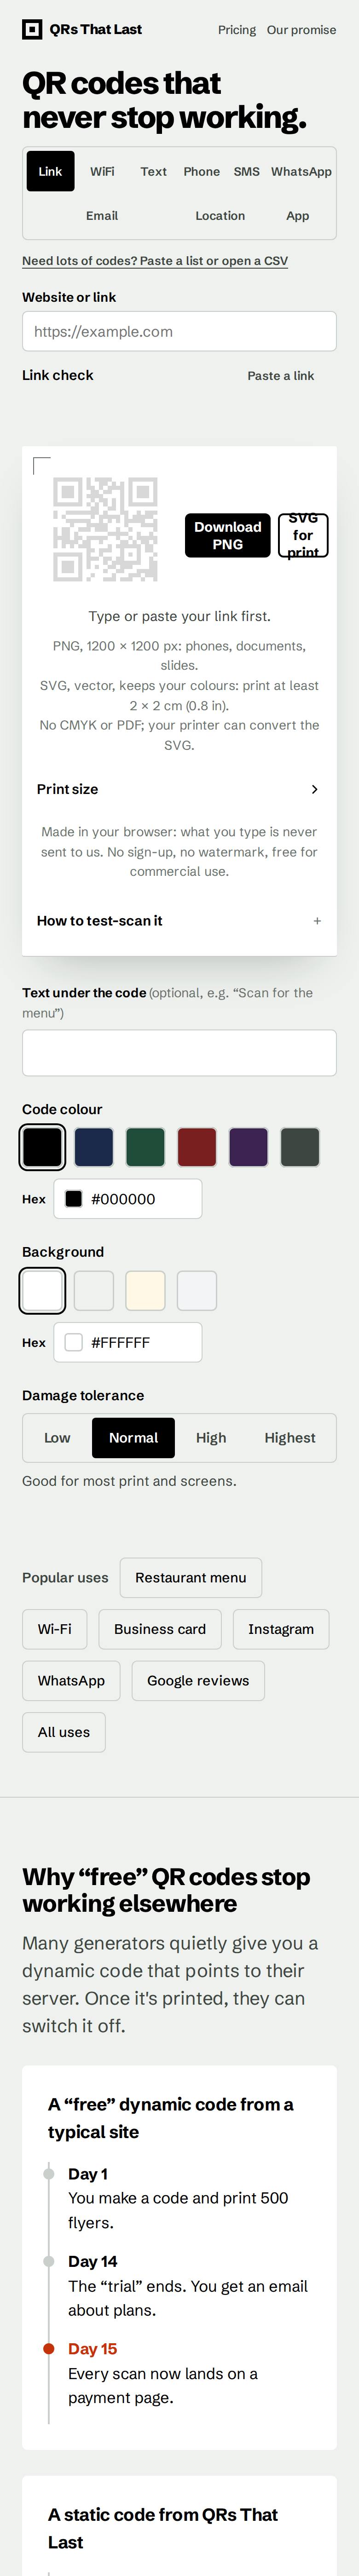 QRs That Last
Pricing
Our promise
QR codes that
never stop working.
Link
WiFi
Text
Phone
SMS
WhatsApp
Email
Location
App
Need lots of codes? Paste a list or open a CSV
Website or link
https://example.com
Link check
Paste a link
Download
PNG
SVG
for
print
Type or paste your link first.
PNG, 1200 × 1200 px: phones, documents,
slides.
SVG, vector, keeps your colours: print at least
2 × 2 cm (0.8 in).
No CMYK or PDF; your printer can convert the
SVG.
Print size
Made in your browser: what you type is never
sent to us. No sign-up, no watermark, free for
commercial use.
How to test-scan it
+
Text under the code (optional, e.g. “Scan for the
menu”)
Code colour
Hex
#000000
Background
Hex
#FFFFFF
Damage tolerance
Low
Normal
High
Highest
Good for most print and screens.
Popular uses
Restaurant menu
Wi-Fi
Business card
Instagram
WhatsApp
Google reviews
All uses
Why “free” QR codes stop
working elsewhere
Many generators quietly give you a
dynamic code that points to their
server. Once it's printed, they can
switch it off.
A “free” dynamic code from a
typical site
Day 1
You make a code and print 500
flyers.
Day 14
The “trial” ends. You get an email
about plans.
Day 15
Every scan now lands on a
payment page.
A static code from QRs That
Last